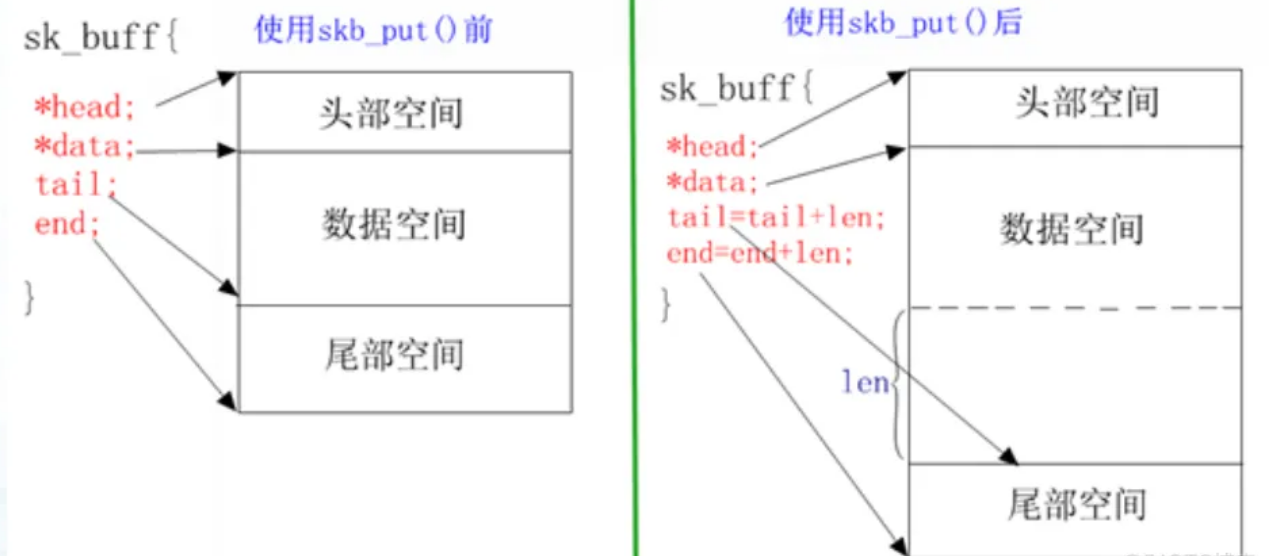 使用skb_put()前
sk_buff{
*head;
*data;
tail;
end;
}
头部空间
数据空间
尾部空间
使用skb_put()后
sk_buff{
*head;
*data;
tail=tail+len;
end=end+len;
}
头部空间
数据空间
len
尾部空间